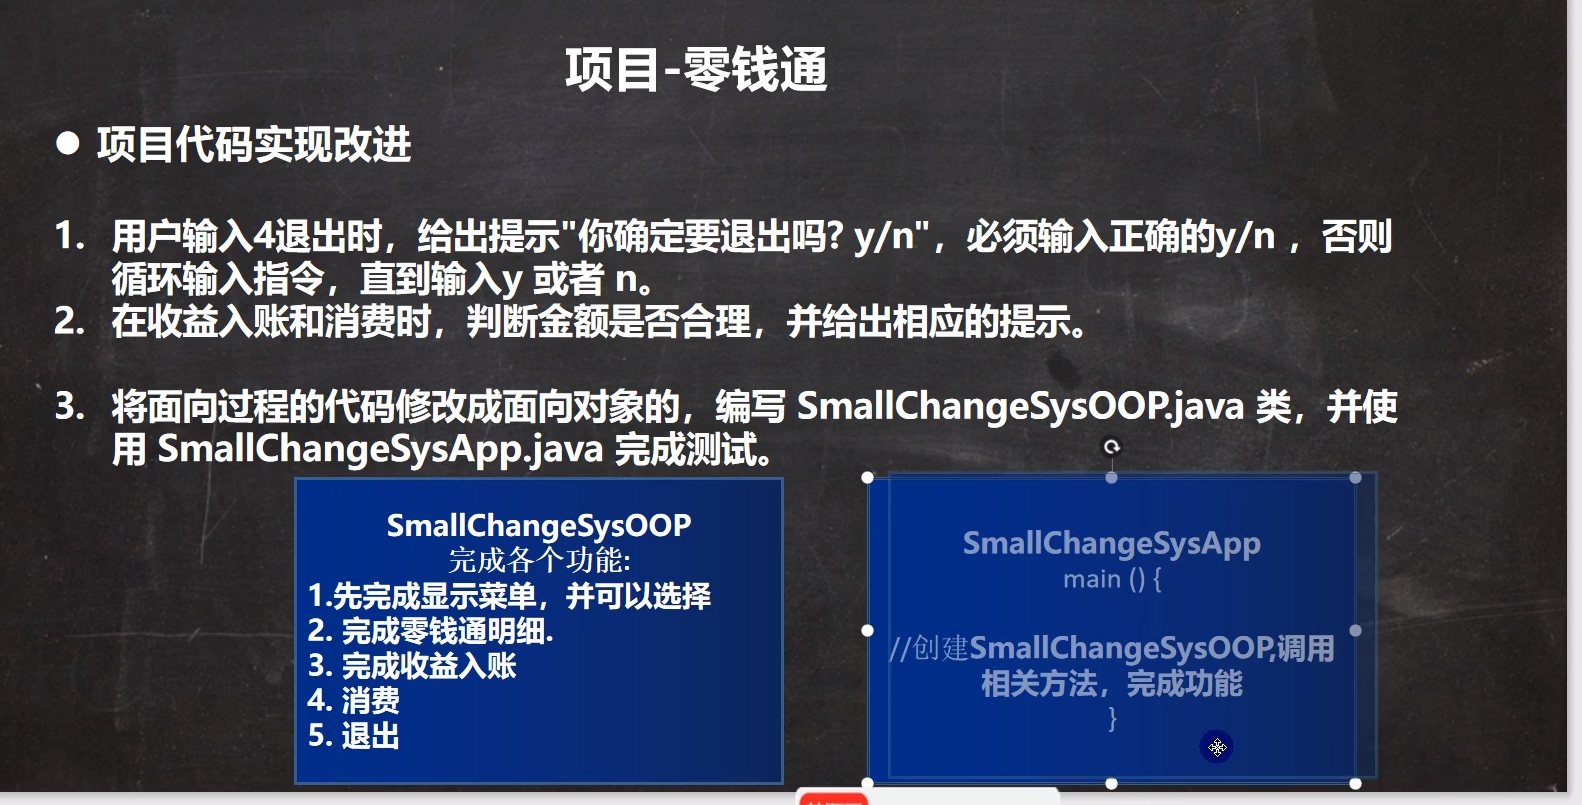 项目-零钱通
● 项目代码实现改进
1. 用户输入4退出时，给出提示"你确定要退出吗? y/n"，必须输入正确的y/n ，否则
循环输入指令，直到输入y 或者 n。
2. 在收益入账和消费时，判断金额是否合理，并给出相应的提示。
3. 将面向过程的代码修改成面向对象的，编写 SmallChangeSysOOP.java 类，并使
用 SmallChangeSysApp.java 完成测试。
SmallChangeSysOOP
完成各个功能:
1.先完成显示菜单，并可以选择
2. 完成零钱通明细.
3. 完成收益入账
4. 消费
5. 退出
SmallChangeSysApp
main () {
//创建SmallChangeSysOOP,调用
相关方法，完成功能
}